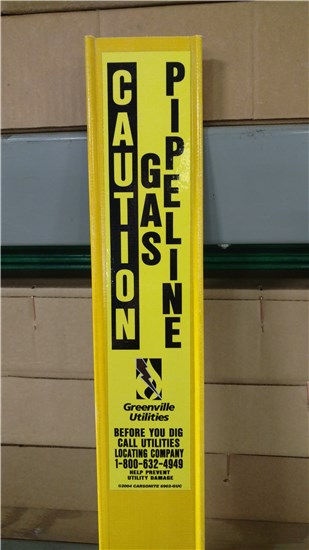 CAUTION
GAS
PIPELINE
Greenville
Utilities
BEFORE YOU DIG
CALL UTILITIES
LOCATING COMPANY
1-800-632-4949
HELP PREVENT
UTILITY DAMAGE